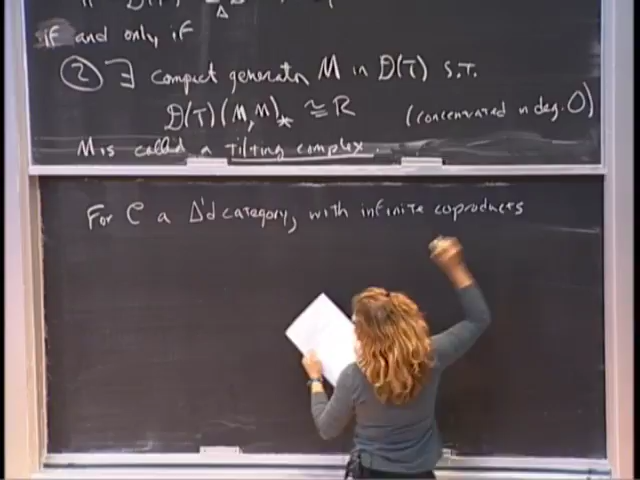 if and only if
② ∃ compact generator M in D(T) s.t.
D(T)(M,M)_* ≅ R (concentrated in deg. 0)
M is called a tilting complex.
For C a Δ'd category, with infinite coproducts